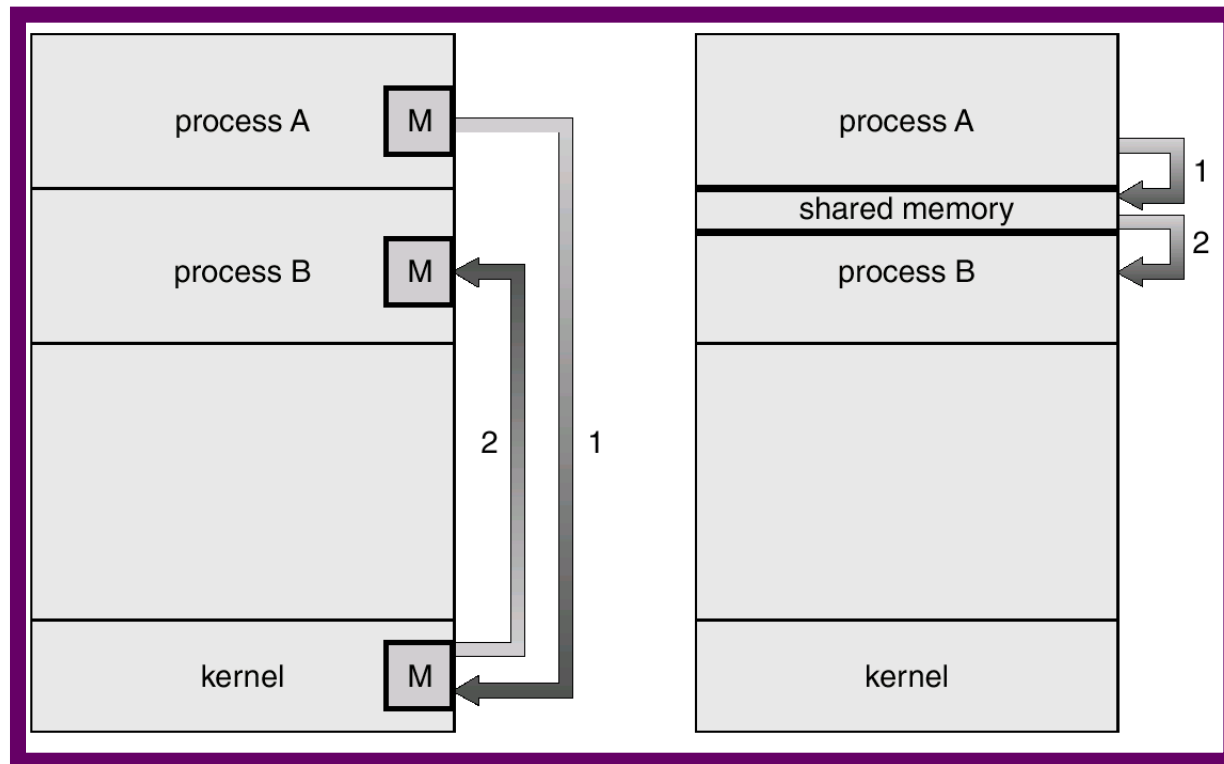 process A
M
process B
M
2
1
kernel
M
process A
1
shared memory
2
process B
kernel